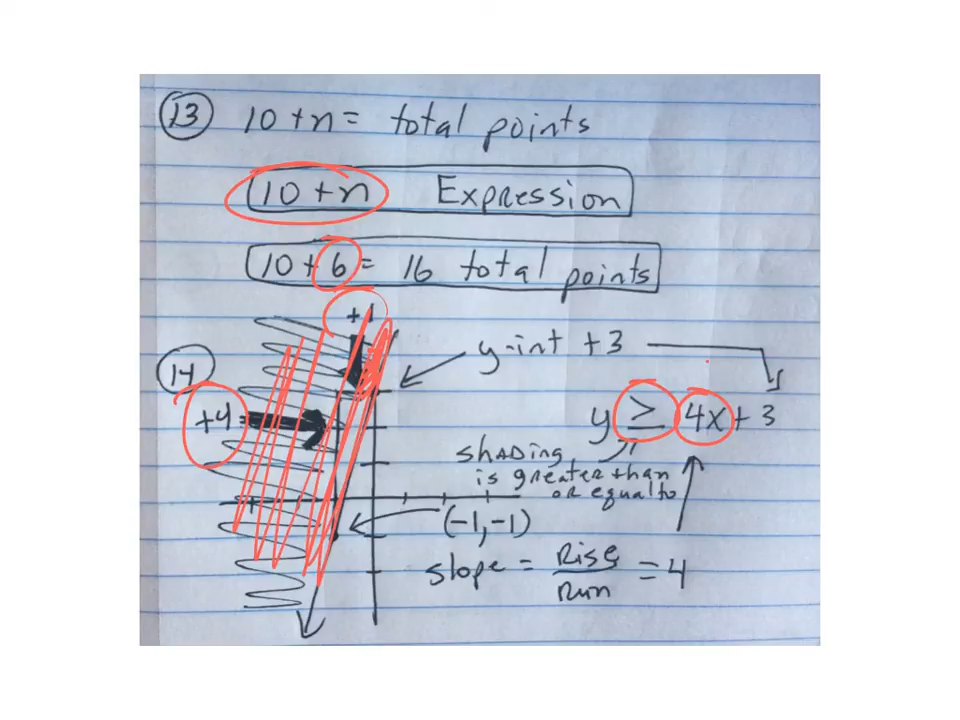 13 10 + n = total points
10 + n Expression
10 + 6 = 16 total points
+1
14 y-int + 3
+4 y ≥ 4x + 3
shading
is greater than
or equal to
(-1, -1)
slope = Rise/Run = 4